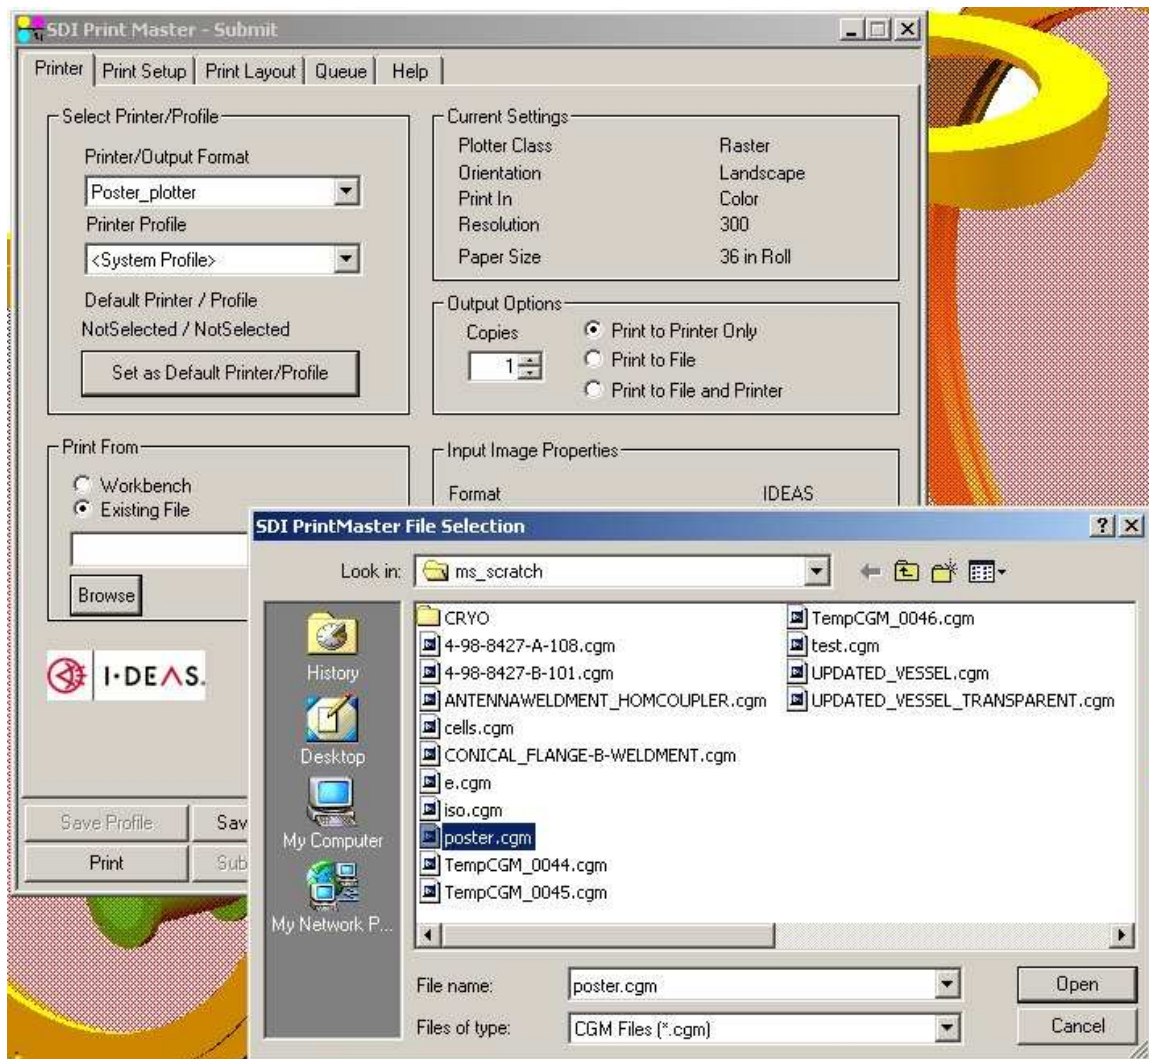 SDI Print Master - Submit
Printer Print Setup Print Layout Queue Help
Select Printer/Profile
Printer/Output Format
Poster_plotter
Printer Profile
<System Profile>
Default Printer / Profile
NotSelected / NotSelected
Set as Default Printer/Profile
Current Settings
Plotter Class Raster
Orientation Landscape
Print In Color
Resolution 300
Paper Size 36 in Roll
Output Options
Copies
1
Print to Printer Only
Print to File
Print to File and Printer
Print From
Workbench
Existing File
Browse
Input Image Properties
Format IDEAS
I-DEAS.
Save Profile Sav
Print Sub
SDI PrintMaster File Selection
Look in: ms_scratch
History
Desktop
My Computer
My Network P...
CRYO
4-98-8427-A-108.cgm
4-98-8427-B-101.cgm
ANTENNAWELDMENT_HOMCOUPLER.cgm
cells.cgm
CONICAL_FLANGE-B-WELDMENT.cgm
e.cgm
iso.cgm
poster.cgm
TempCGM_0044.cgm
TempCGM_0045.cgm
TempCGM_0046.cgm
test.cgm
UPDATED_VESSEL.cgm
UPDATED_VESSEL_TRANSPARENT.cgm
File name: poster.cgm Open
Files of type: CGM Files (*.cgm) Cancel